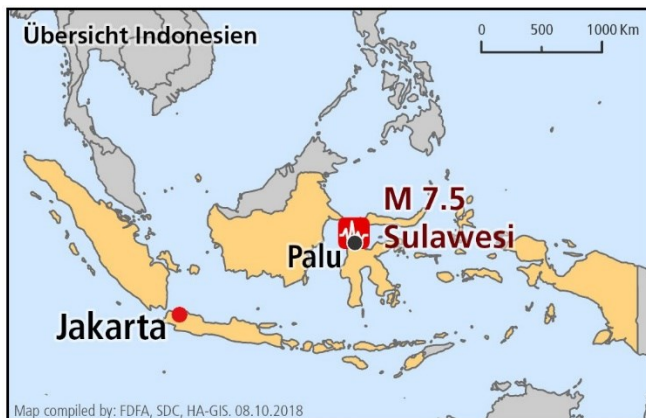 Übersicht Indonesien
0 500 1000 Km
M 7.5
Sulawesi
Palu
Jakarta
Map compiled by: FDFA, SDC, HA-GIS. 08.10.2018